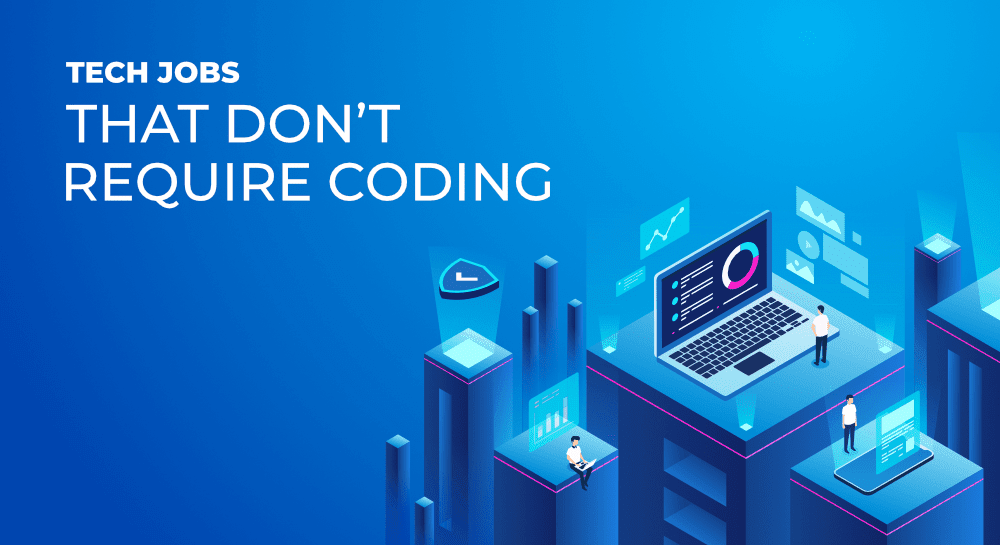 TECH JOBS
THAT DON’T
REQUIRE CODING